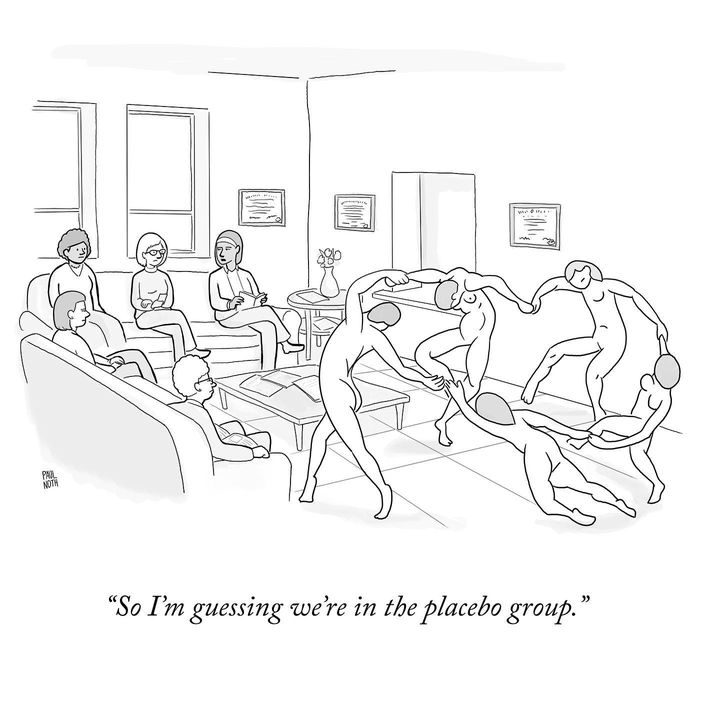 PAUL
NOTH
“So I’m guessing we’re in the placebo group.”